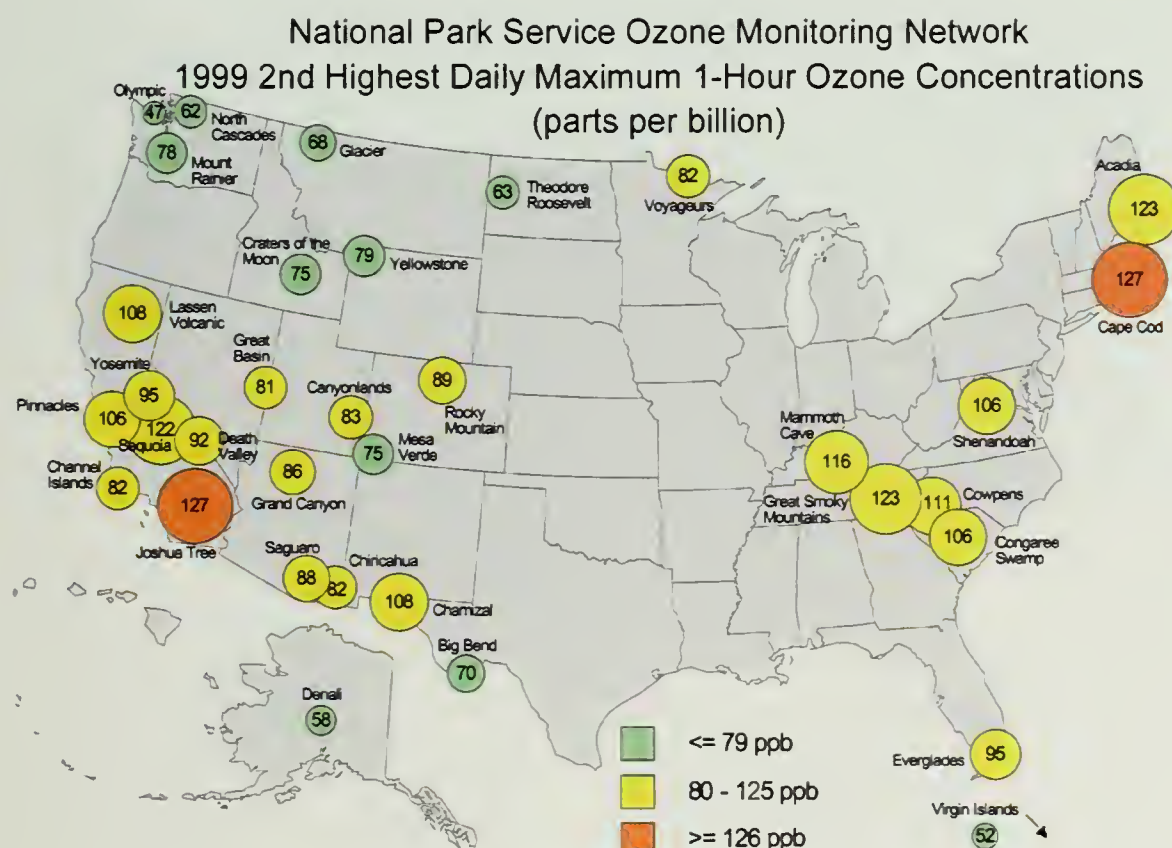 National Park Service Ozone Monitoring Network
1999 2nd Highest Daily Maximum 1-Hour Ozone Concentrations
(parts per billion)
Olympic
47
62
North
Cascades
78
Mount
Rainier
68
Glacier
63
Theodore
Roosevelt
82
Voyageurs
Acadia
123
127
Cape Cod
Craters of the
Moon
75
79
Yellowstone
108
Lassen
Volcanic
Great
Basin
81
Yosemite
95
Pinnacles
106
122
Sequoia
92
Death
Valley
Canyonlands
83
89
Rocky
Mountain
75
Mesa
Verde
Channel
Islands
82
86
Grand Canyon
127
Joshua Tree
Saguaro
88
Chiricahua
82
108
Chamizal
Big Bend
70
Denali
58
Mammoth
Cave
116
106
Shenandoah
Great Smoky
Mountains
123
111
Cowpens
106
Congaree
Swamp
Everglades
95
Virgin Islands
52
<= 79 ppb
80 - 125 ppb
>= 126 ppb